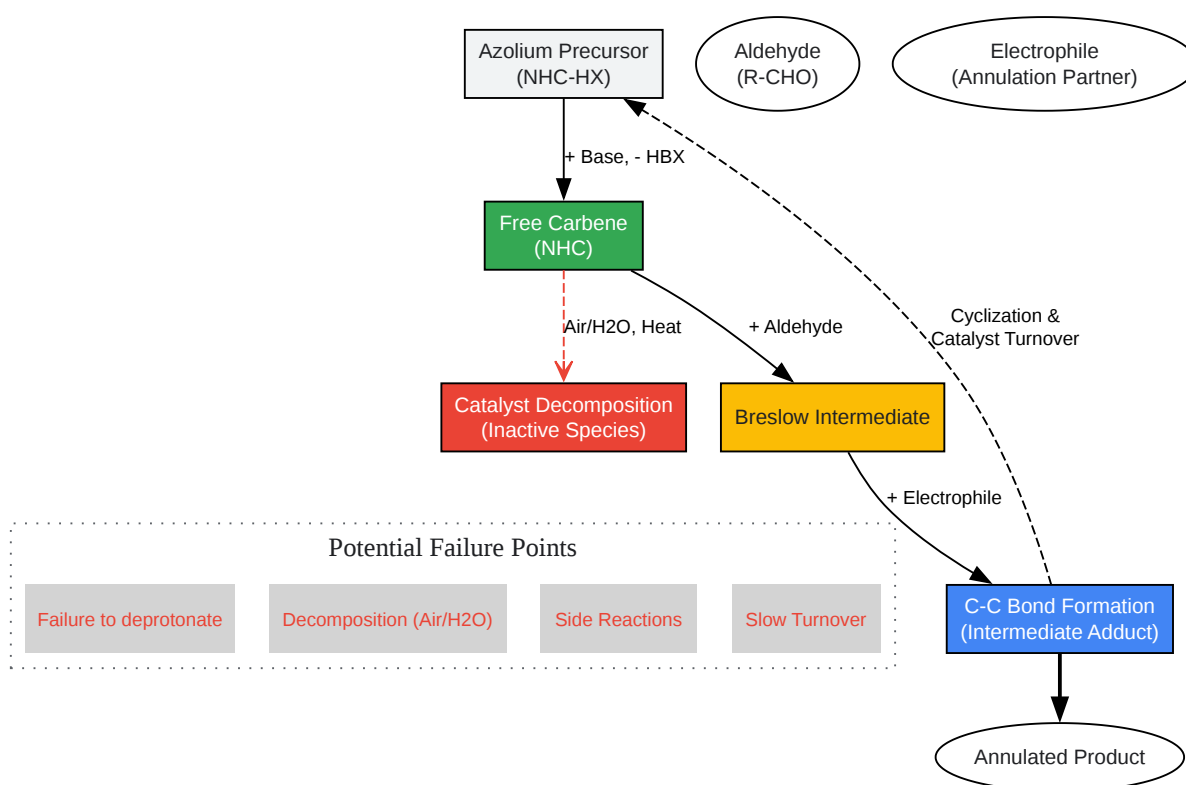 Azolium Precursor
(NHC-HX)
Aldehyde
(R-CHO)
Electrophile
(Annulation Partner)
+ Base, - HBX
Free Carbene
(NHC)
Air/H2O, Heat
+ Aldehyde
Cyclization &
Catalyst Turnover
Catalyst Decomposition
(Inactive Species)
Breslow Intermediate
+ Electrophile
Potential Failure Points
Failure to deprotonate
Decomposition (Air/H2O)
Side Reactions
Slow Turnover
C-C Bond Formation
(Intermediate Adduct)
Annulated Product